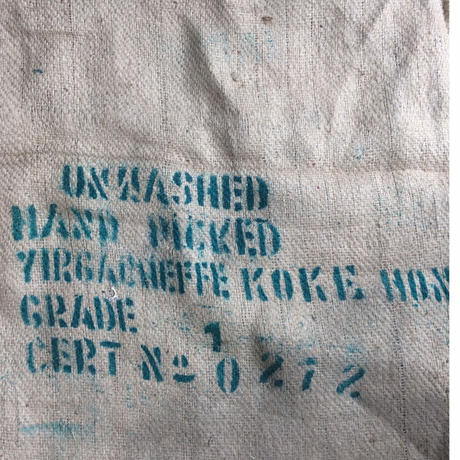 UNWASHED
HAND PICKED
YIRGACHEFFE KOKE HON
GRADE 1
CERT No 0272